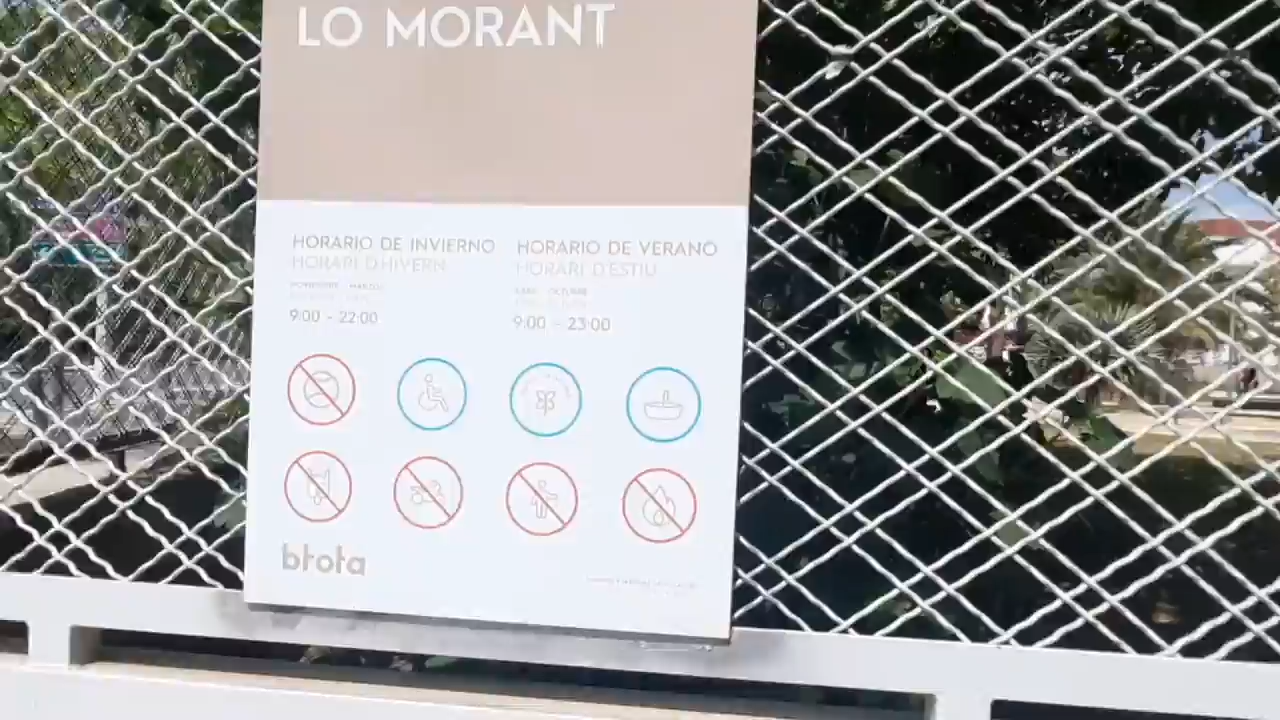 LO MORANT
HORARIO DE INVIERNO
HORARI D'HIVERN
9:00 - 22:00
HORARIO DE VERANO
HORARI D'ESTIU
9:00 - 23:00
btota